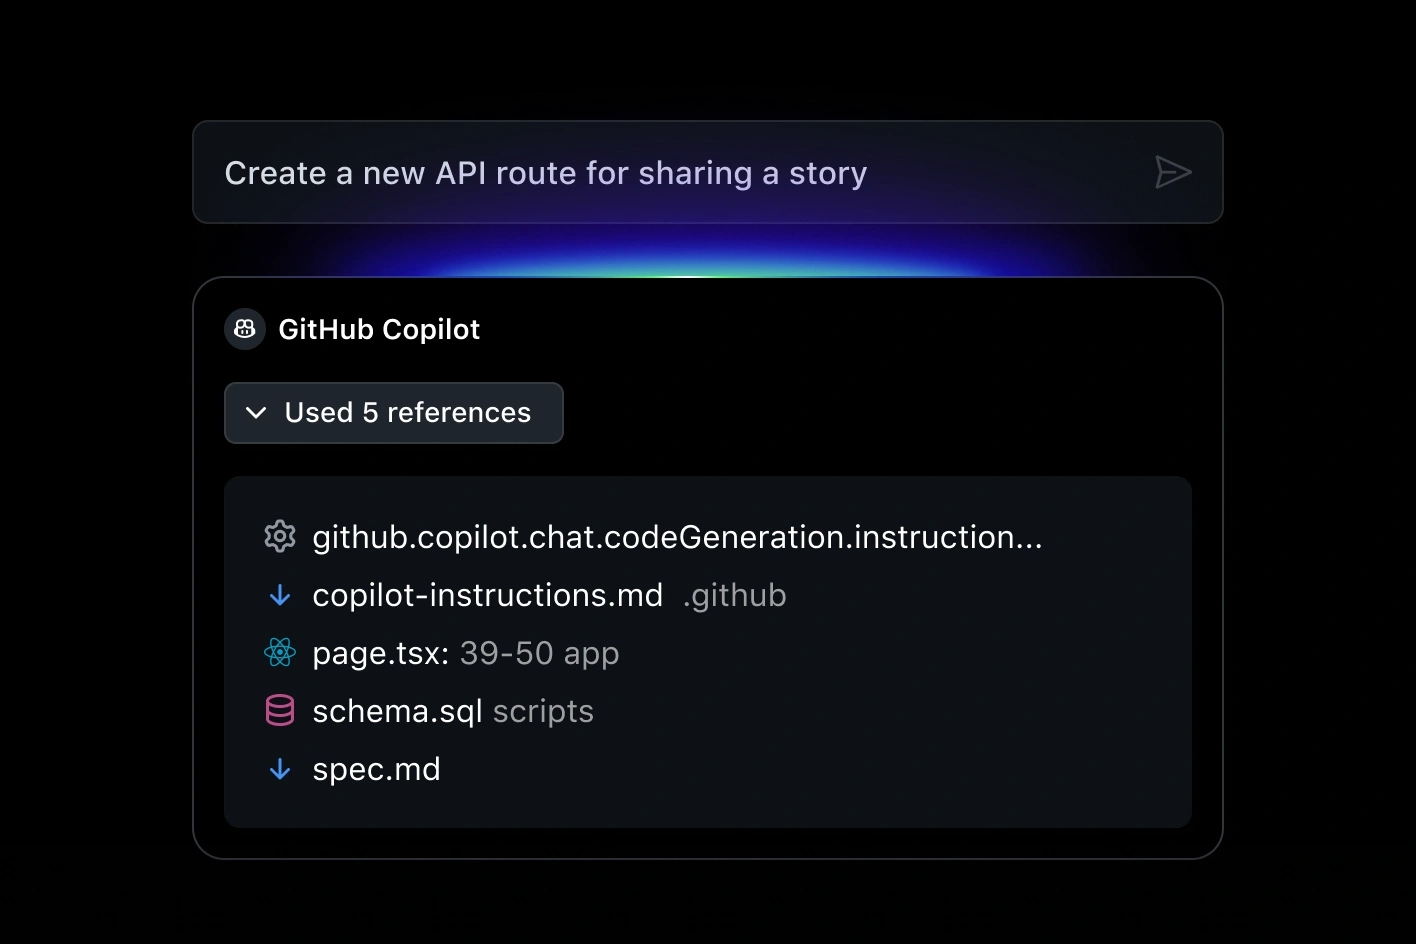 Create a new API route for sharing a story
GitHub Copilot
Used 5 references
github.copilot.chat.codeGeneration.instruction...
copilot-instructions.md .github
page.tsx: 39-50 app
schema.sql scripts
spec.md